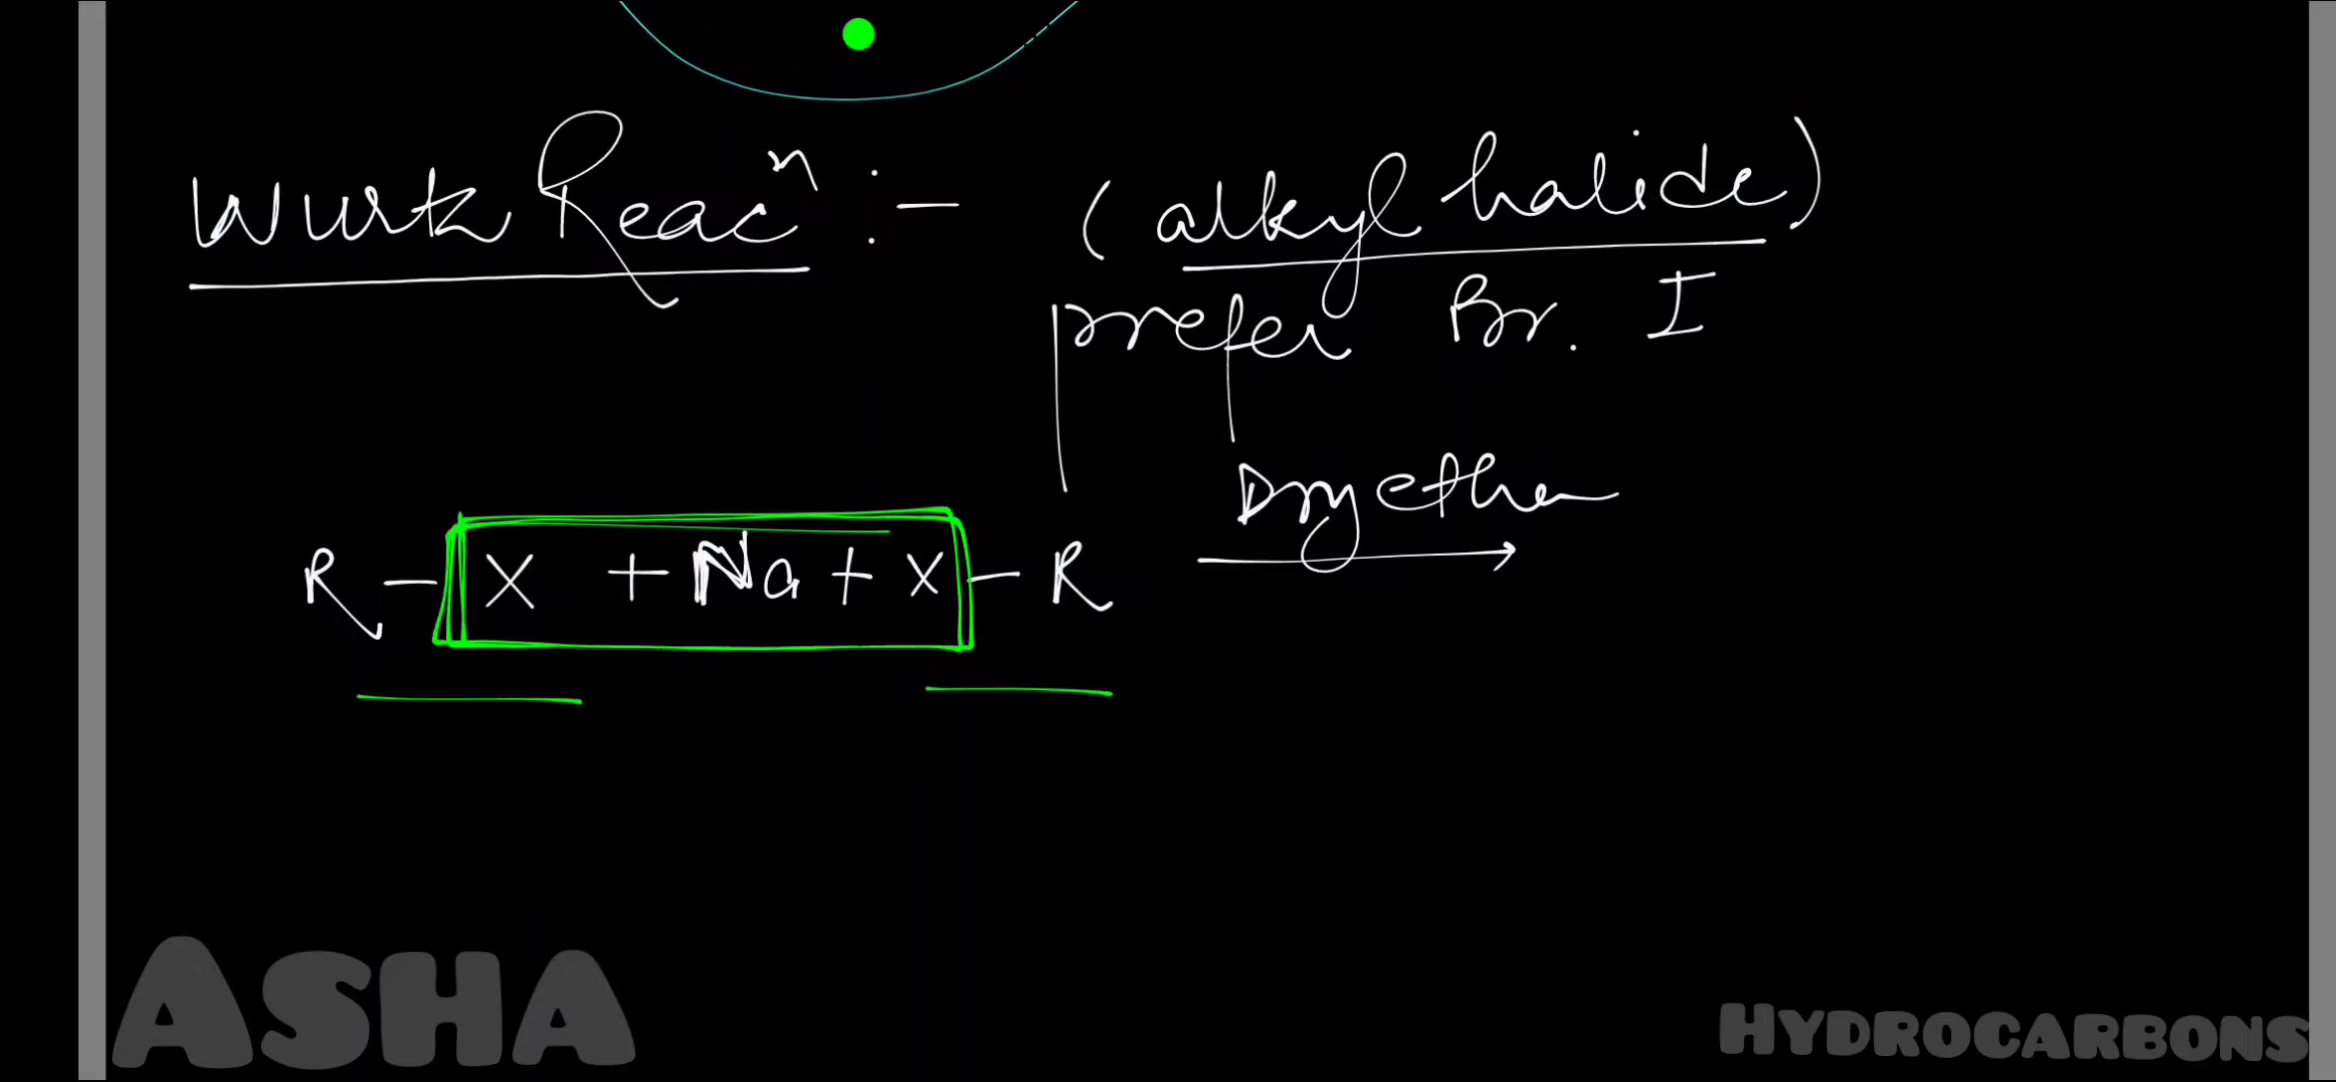 Wurtz Reacⁿ :- (alkyl halide)
prefer Br. I
Dry ether
R - X + Na + X - R ⟶
ASHA
HYDROCARBONS